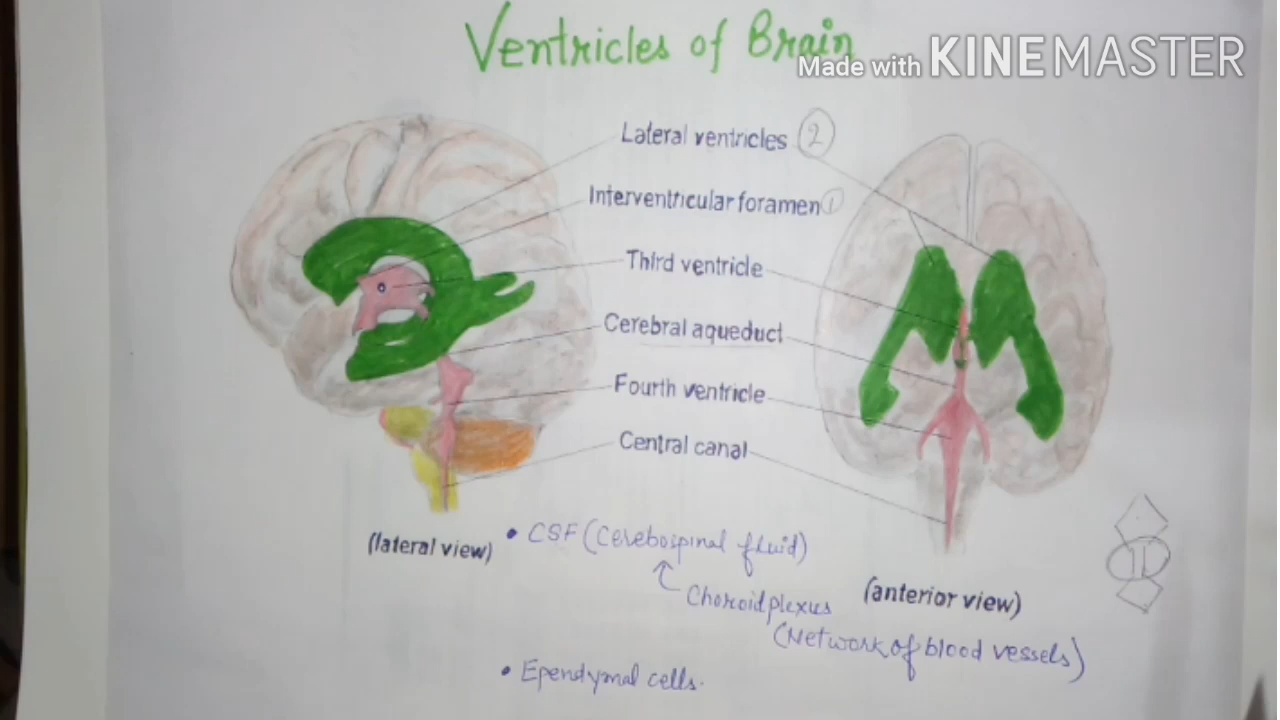 Ventricles of Brain
Made with KINEMASTER
Lateral ventricles 2
Interventricular foramen 1
Third ventricle
Cerebral aqueduct
Fourth ventricle
Central canal
(lateral view)
• CSF (Cerebospinal fluid)
Choroid plexus
(anterior view)
(Network of blood vessels)
• Ependymal cells.